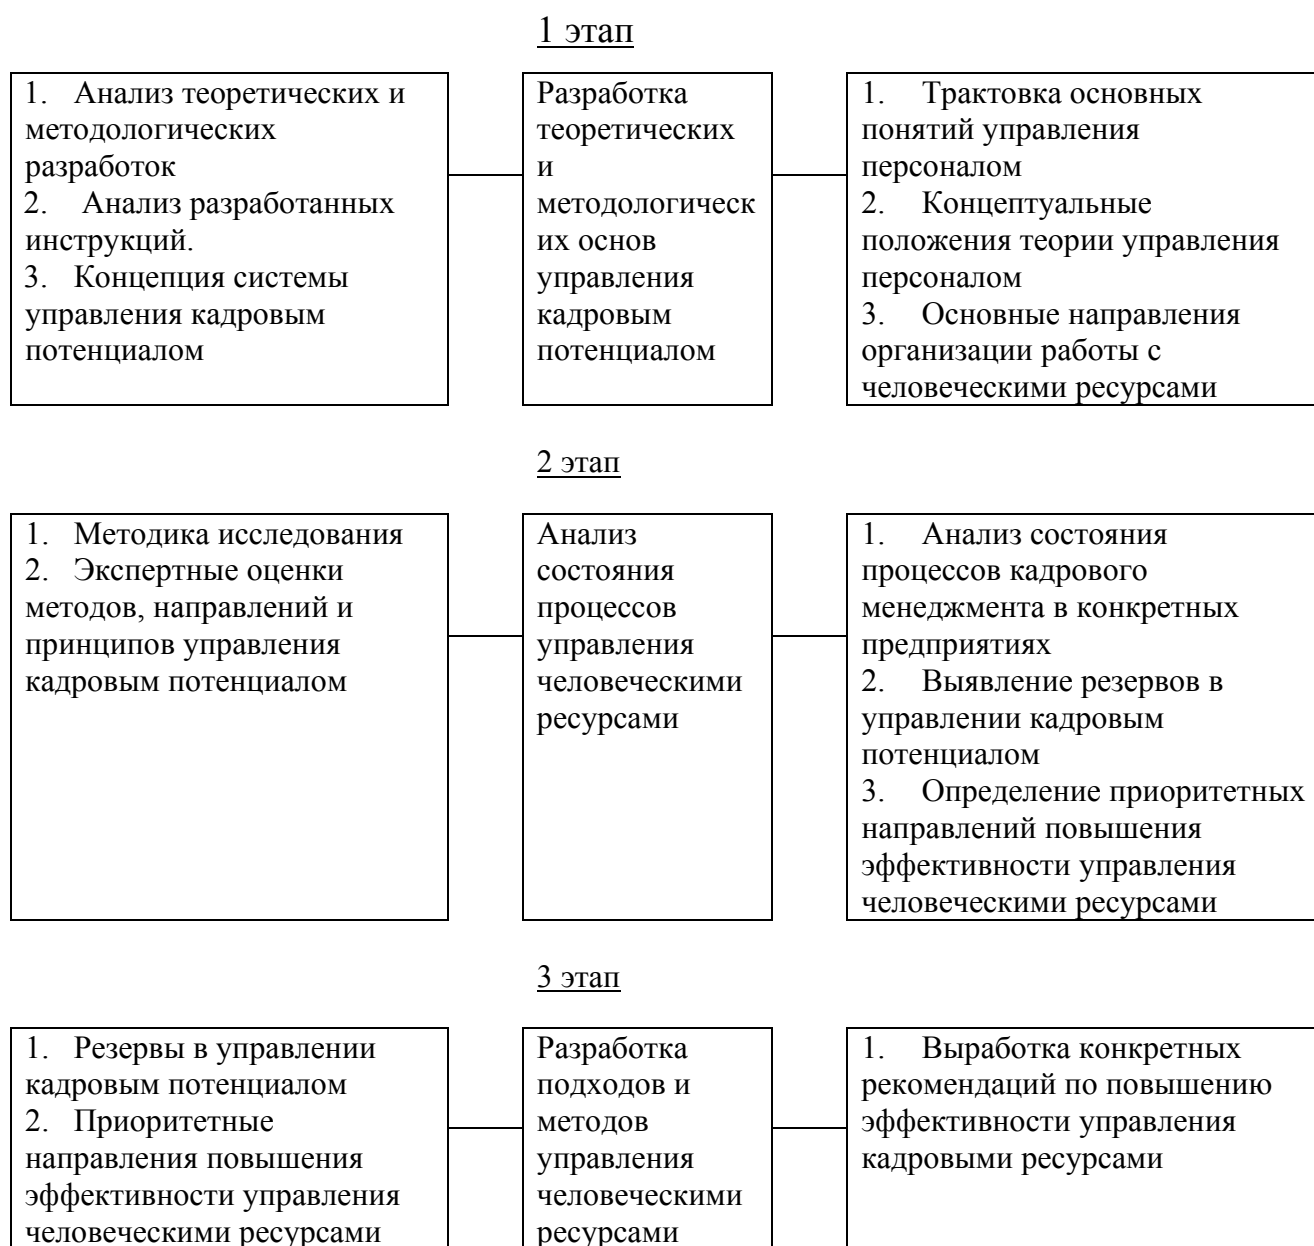 1 этап
1. Анализ теоретических и
методологических
разработок
2. Анализ разработанных
инструкций.
3. Концепция системы
управления кадровым
потенциалом
Разработка
теоретических
и
методологическ
их основ
управления
кадровым
потенциалом
1. Трактовка основных
понятий управления
персоналом
2. Концептуальные
положения теории управления
персоналом
3. Основные направления
организации работы с
человеческими ресурсами
2 этап
1. Методика исследования
2. Экспертные оценки
методов, направлений и
принципов управления
кадровым потенциалом
Анализ
состояния
процессов
управления
человеческими
ресурсами
1. Анализ состояния
процессов кадрового
менеджмента в конкретных
предприятиях
2. Выявление резервов в
управлении кадровым
потенциалом
3. Определение приоритетных
направлений повышения
эффективности управления
человеческими ресурсами
3 этап
1. Резервы в управлении
кадровым потенциалом
2. Приоритетные
направления повышения
эффективности управления
человеческими ресурсами
Разработка
подходов и
методов
управления
человеческими
ресурсами
1. Выработка конкретных
рекомендаций по повышению
эффективности управления
кадровыми ресурсами